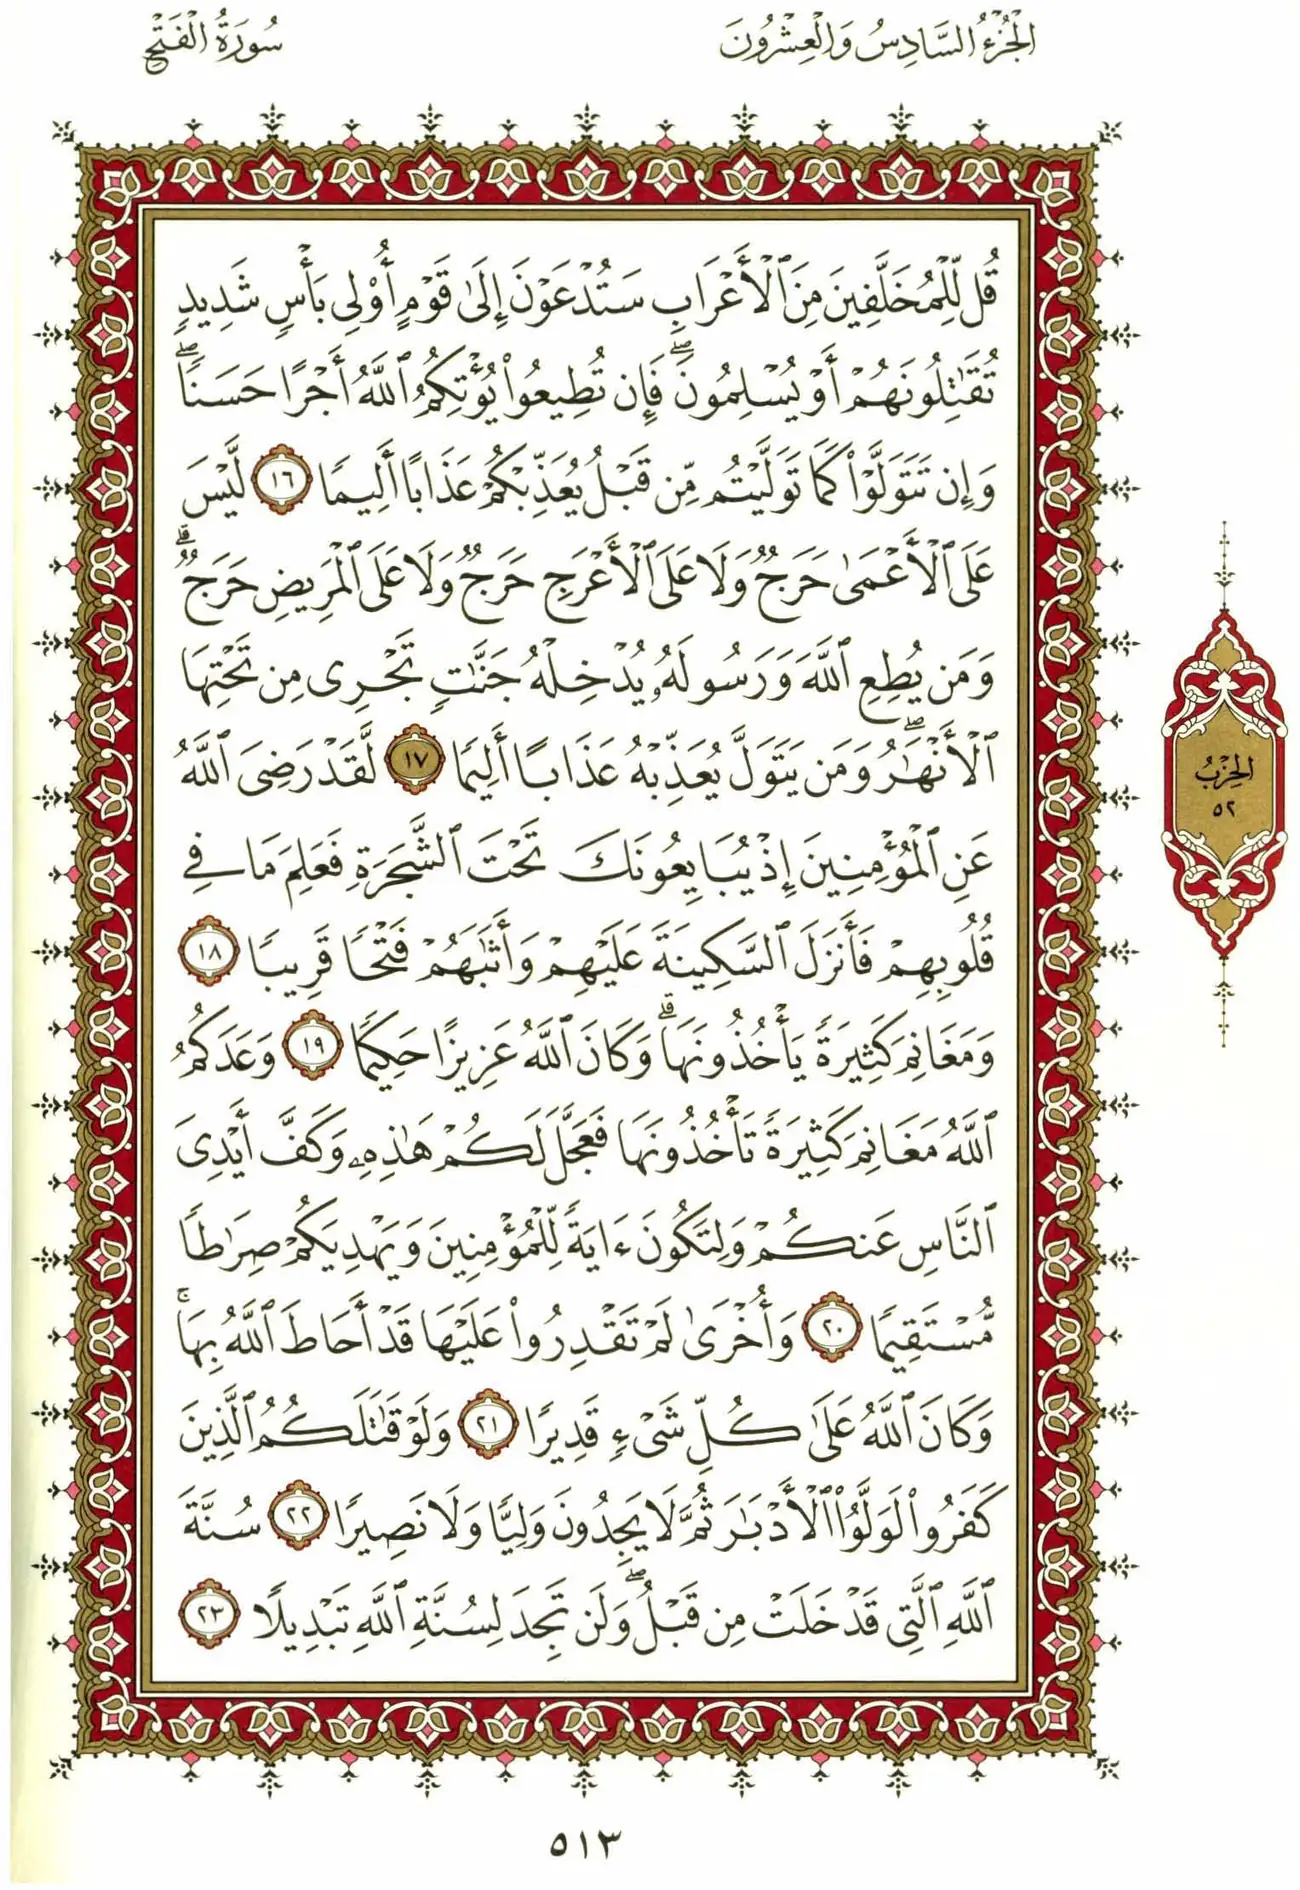 الجُزْءُ السَّادِسُ وَالْعِشْرُونَ
سُورَةُ الفَتْحِ
قُل لِّلْمُخَلَّفِينَ مِنَ ٱلْأَعْرَابِ سَتُدْعَوْنَ إِلَىٰ قَوْمٍ أُو۟لِى بَأْسٍ شَدِيدٍ
تُقَـٰتِلُونَهُمْ أَوْ يُسْلِمُونَ ۖ فَإِن تُطِيعُوا۟ يُؤْتِكُمُ ٱللَّهُ أَجْرًا حَسَنًا ۖ
وَإِن تَتَوَلَّوْا۟ كَمَا تَوَلَّيْتُم مِّن قَبْلُ يُعَذِّبْكُمْ عَذَابًا أَلِيمًا ١٦ لَّيْسَ
عَلَى ٱلْأَعْمَىٰ حَرَجٌ وَلَا عَلَى ٱلْأَعْرَجِ حَرَجٌ وَلَا عَلَى ٱلْمَرِيضِ حَرَجٌ ۗ
وَمَن يُطِعِ ٱللَّهَ وَرَسُولَهُۥ يُدْخِلْهُ جَنَّـٰتٍ تَجْرِى مِن تَحْتِهَا
ٱلْأَنْهَـٰرُ ۖ وَمَن يَتَوَلَّ يُعَذِّبْهُ عَذَابًا أَلِيمًا ١٧ لَّقَدْ رَضِىَ ٱللَّهُ
عَنِ ٱلْمُؤْمِنِينَ إِذْ يُبَايِعُونَكَ تَحْتَ ٱلشَّجَرَةِ فَعَلِمَ مَا فِى
قُلُوبِهِمْ فَأَنزَلَ ٱلسَّكِينَةَ عَلَيْهِمْ وَأَثَـٰبَهُمْ فَتْحًا قَرِيبًا ١٨
وَمَغَانِمَ كَثِيرَةً يَأْخُذُونَهَا ۗ وَكَانَ ٱللَّهُ عَزِيزًا حَكِيمًا ١٩ وَعَدَكُمُ
ٱللَّهُ مَغَانِمَ كَثِيرَةً تَأْخُذُونَهَا فَعَجَّلَ لَكُمْ هَـٰذِهِۦ وَكَفَّ أَيْدِىَ
ٱلنَّاسِ عَنكُمْ وَلِتَكُونَ ءَايَةً لِّلْمُؤْمِنِينَ وَيَهْدِيَكُمْ صِرَٰطًا
مُّسْتَقِيمًا ٢٠ وَأُخْرَىٰ لَمْ تَقْدِرُوا۟ عَلَيْهَا قَدْ أَحَاطَ ٱللَّهُ بِهَا ۚ
وَكَانَ ٱللَّهُ عَلَىٰ كُلِّ شَىْءٍ قَدِيرًا ٢١ وَلَوْ قَـٰتَلَكُمُ ٱلَّذِينَ
كَفَرُوا۟ لَوَلَّوُا۟ ٱلْأَدْبَـٰرَ ثُمَّ لَا يَجِدُونَ وَلِيًّا وَلَا نَصِيرًا ٢٢ سُنَّةَ
ٱللَّهِ ٱلَّتِى قَدْ خَلَتْ مِن قَبْلُ ۖ وَلَن تَجِدَ لِسُنَّةِ ٱللَّهِ تَبْدِيلًا ٢٣
الحِزْبُ
٥٢
٥١٣